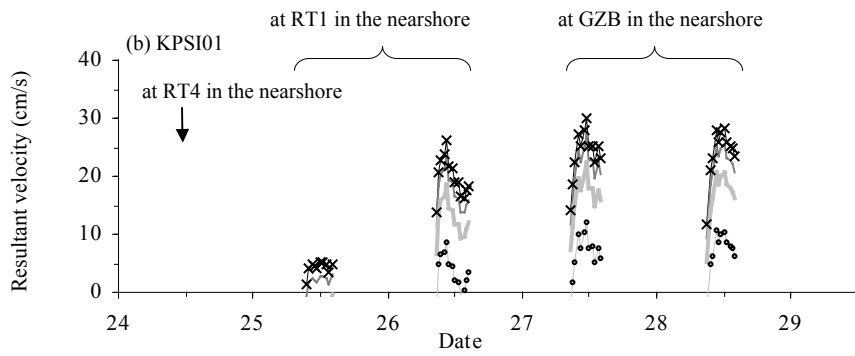 at RT1 in the nearshore at GZB in the nearshore
(b) KPSI01
at RT4 in the nearshore
Resultant velocity (cm/s)
40
30
20
10
0
24 25 26 27 28 29
Date